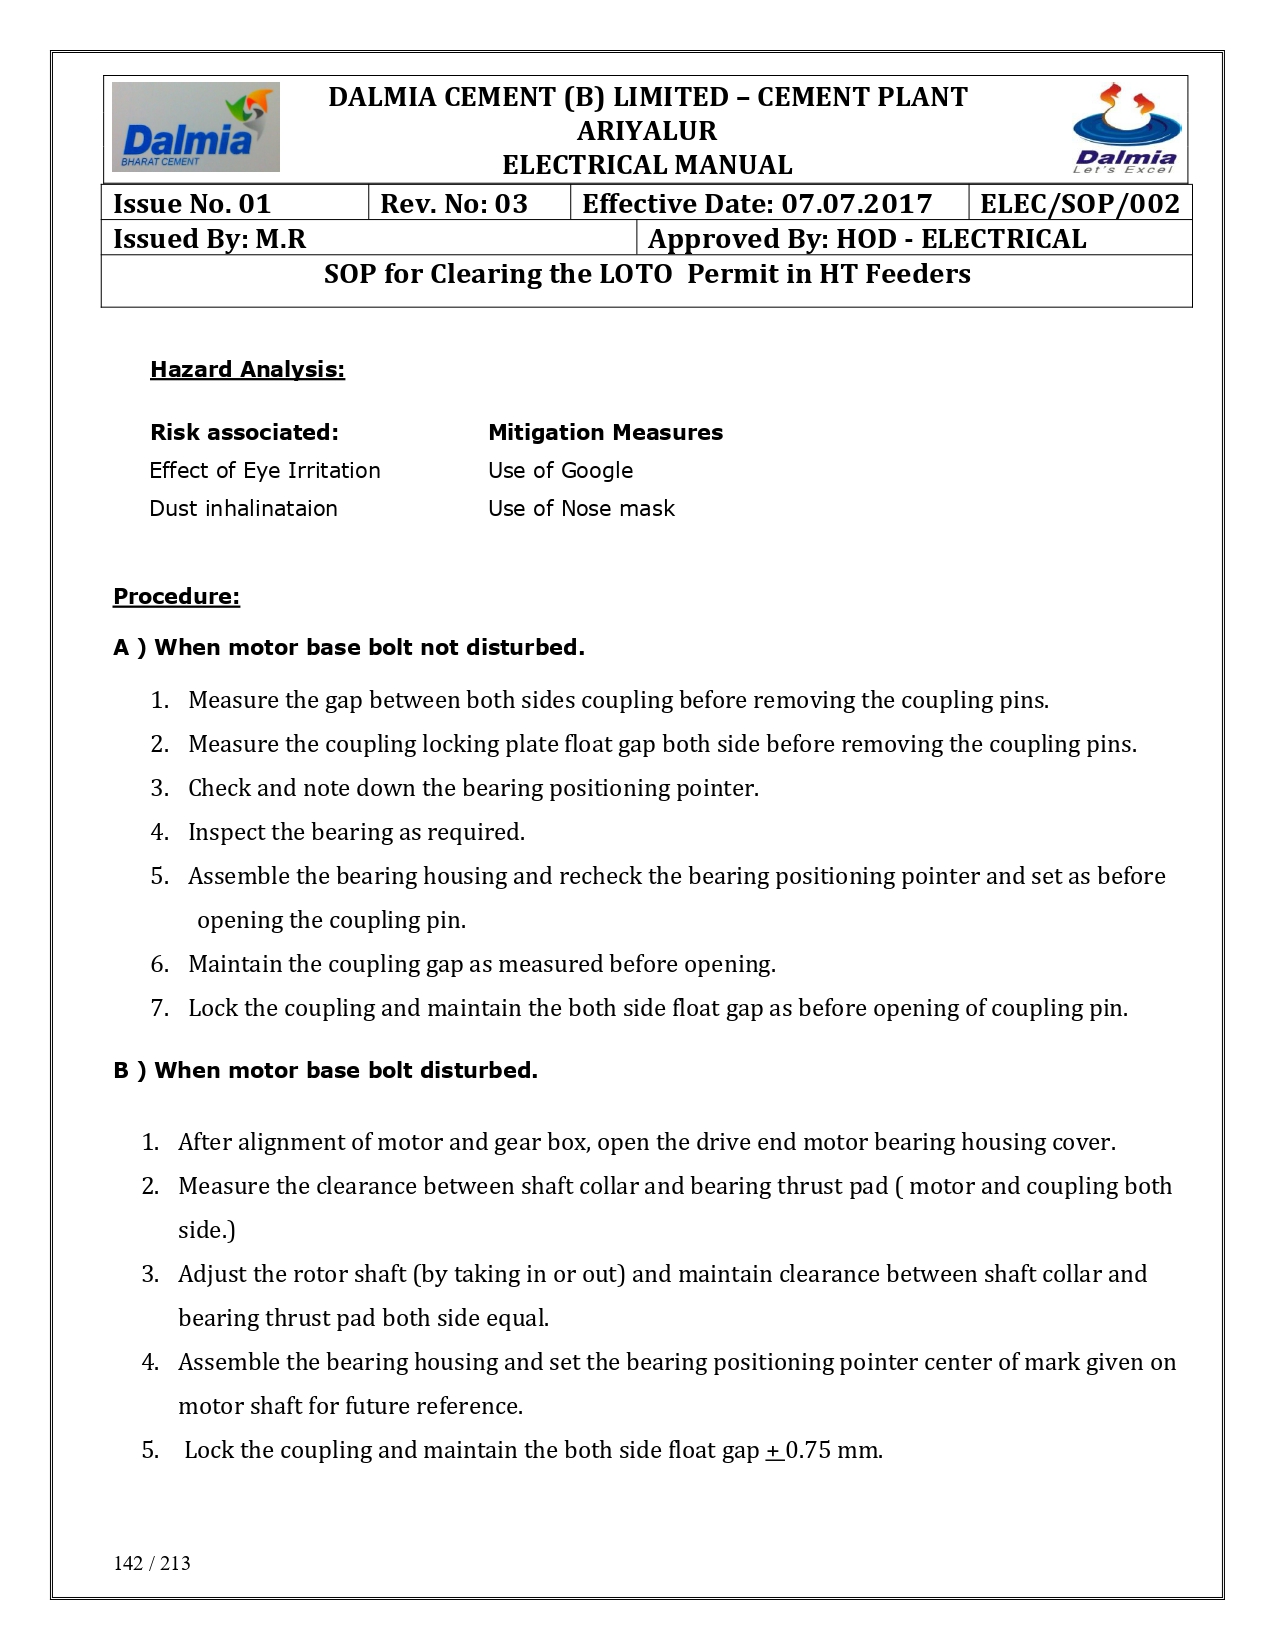 Dalmia
BHARAT CEMENT
DALMIA CEMENT (B) LIMITED – CEMENT PLANT
ARIYALUR
ELECTRICAL MANUAL
Dalmia
Let's Excel
Issue No. 01 Rev. No: 03 Effective Date: 07.07.2017 ELEC/SOP/002
Issued By: M.R Approved By: HOD - ELECTRICAL
SOP for Clearing the LOTO Permit in HT Feeders
Hazard Analysis:
Risk associated: Mitigation Measures
Effect of Eye Irritation Use of Google
Dust inhalinataion Use of Nose mask
Procedure:
A ) When motor base bolt not disturbed.
1. Measure the gap between both sides coupling before removing the coupling pins.
2. Measure the coupling locking plate float gap both side before removing the coupling pins.
3. Check and note down the bearing positioning pointer.
4. Inspect the bearing as required.
5. Assemble the bearing housing and recheck the bearing positioning pointer and set as before
opening the coupling pin.
6. Maintain the coupling gap as measured before opening.
7. Lock the coupling and maintain the both side float gap as before opening of coupling pin.
B ) When motor base bolt disturbed.
1. After alignment of motor and gear box, open the drive end motor bearing housing cover.
2. Measure the clearance between shaft collar and bearing thrust pad ( motor and coupling both
side.)
3. Adjust the rotor shaft (by taking in or out) and maintain clearance between shaft collar and
bearing thrust pad both side equal.
4. Assemble the bearing housing and set the bearing positioning pointer center of mark given on
motor shaft for future reference.
5. Lock the coupling and maintain the both side float gap + 0.75 mm.
142 / 213